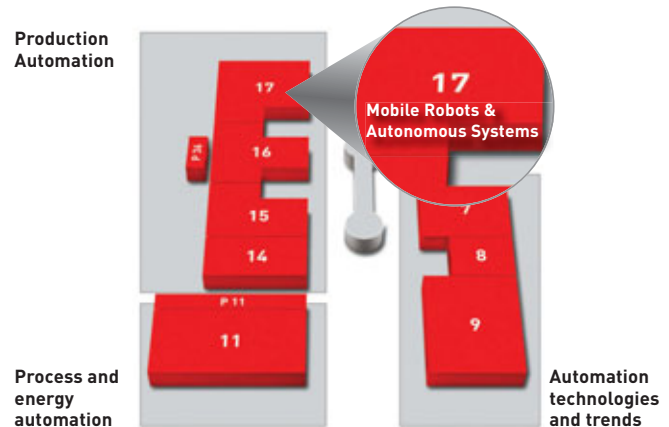 Production
Automation
17
17
Mobile Robots &
Autonomous Systems
P 36
16
15
14
7
8
9
P 11
11
Process and
energy
automation
Automation
technologies
and trends